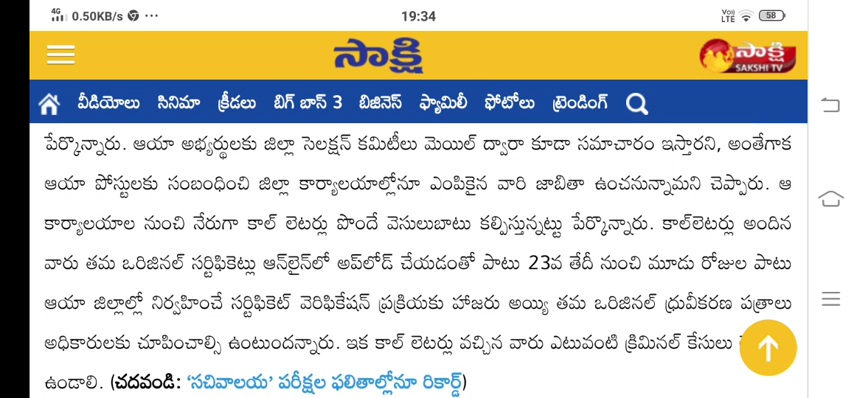 4G 0.50KB/s ... 19:34 VoD LTE 58
సాక్షి సాక్షి SAKSHI TV
వీడియోలు సినిమా క్రీడలు బిగ్ బాస్ 3 బిజినెస్ ఫ్యామిలీ ఫోటోలు ట్రెండింగ్
పేర్కొన్నారు. ఆయా అభ్యర్థులకు జిల్లా సెలక్షన్ కమిటీలు మెయిల్ ద్వారా కూడా సమాచారం ఇస్తారని, అంతేగాక
ఆయా పోస్టులకు సంబంధించి జిల్లా కార్యాలయాల్లోనూ ఎంపికైన వారి జాబితా ఉంచనున్నామని చెప్పారు. ఆ
కార్యాలయాల నుంచి నేరుగా కాల్ లెటర్లు పొందే వెసులుబాటు కల్పిస్తున్నట్టు పేర్కొన్నారు. కాల్‌లెటర్లు అందిన
వారు తమ ఒరిజినల్ సర్టిఫికెట్లు ఆన్‌లైన్‌లో అప్‌లోడ్ చేయడంతో పాటు 23వ తేదీ నుంచి మూడు రోజుల పాటు
ఆయా జిల్లాల్లో నిర్వహించే సర్టిఫికెట్ వెరిఫికేషన్ ప్రక్రియకు హాజరు అయ్యి తమ ఒరిజినల్ ధ్రువీకరణ పత్రాలు
అధికారులకు చూపించాల్సి ఉంటుందన్నారు. ఇక కాల్ లెటర్లు వచ్చిన వారు ఎటువంటి క్రిమినల్ కేసులు
ఉండాలి. (చదవండి: ‘సచివాలయ’ పరీక్షల ఫలితాల్లోనూ రికార్డ్)